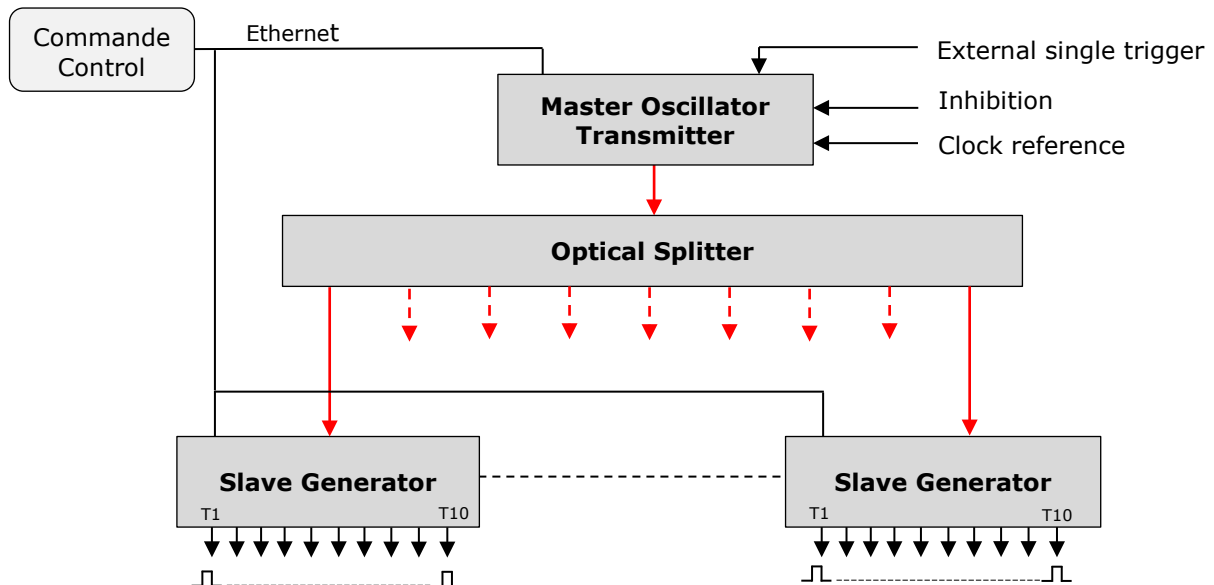 Commande
Control
Ethernet
External single trigger
Master Oscillator
Transmitter
Inhibition
Clock reference
Optical Splitter
Slave Generator
T1
T10
Slave Generator
T1
T10